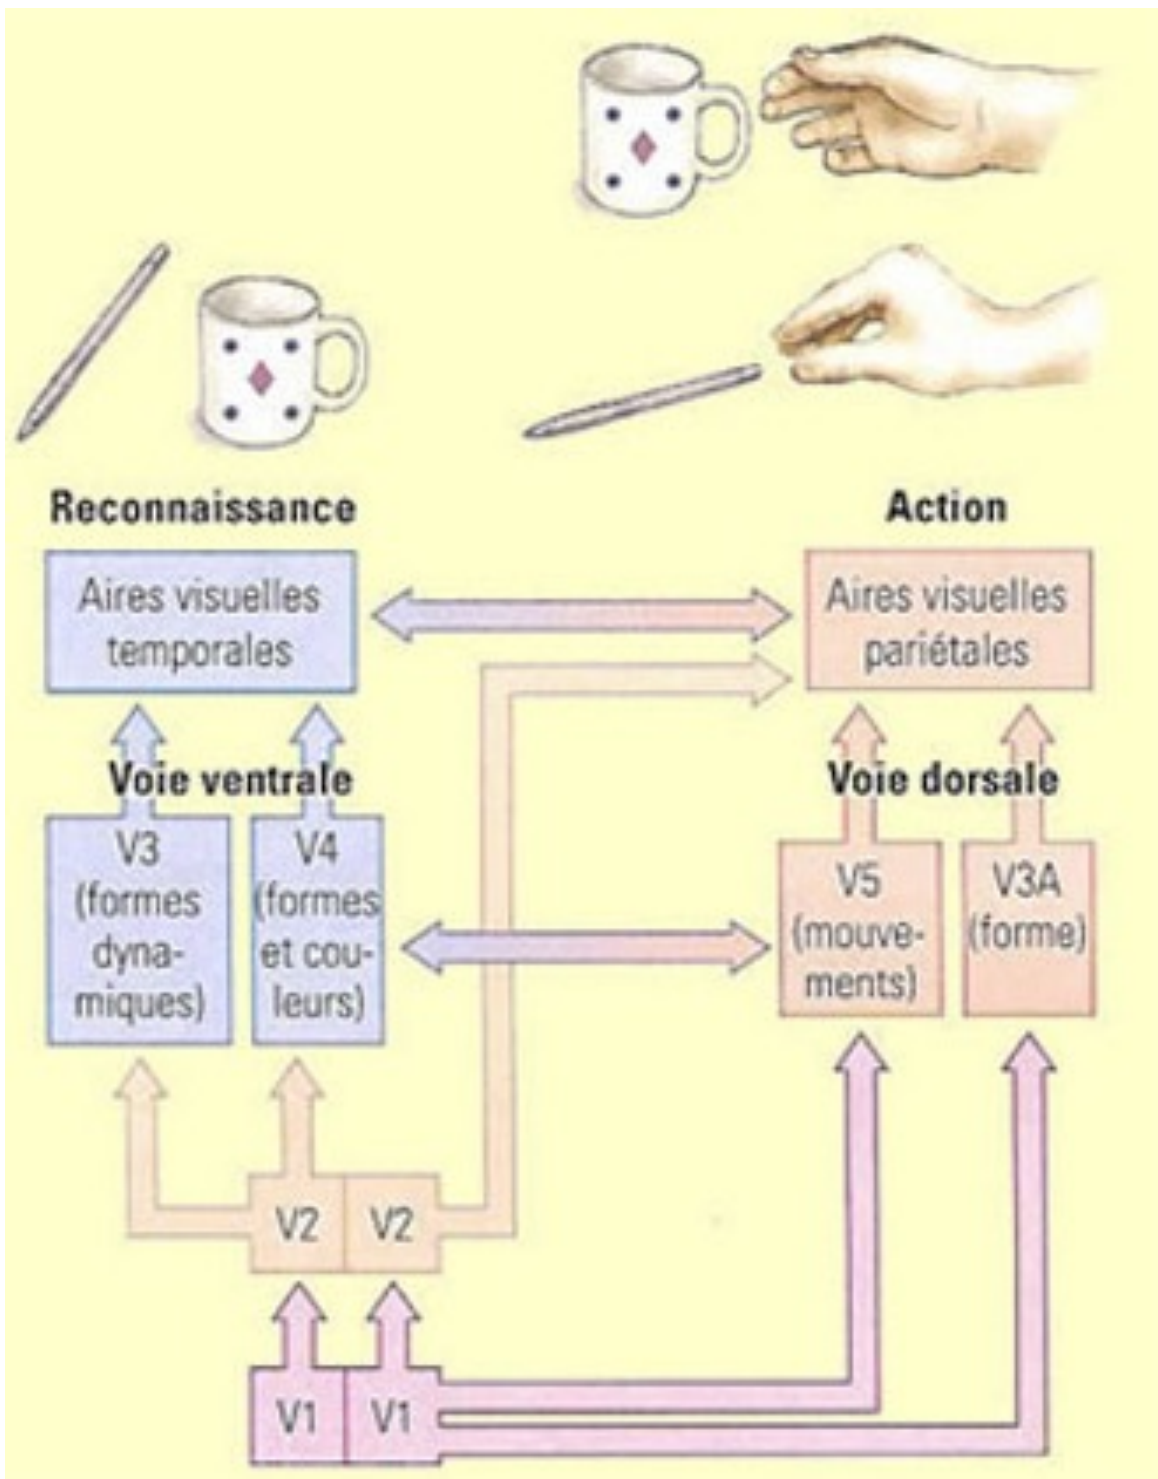 Reconnaissance
Action
Aires visuelles
temporales
Aires visuelles
pariétales
Voie ventrale
Voie dorsale
V3
(formes
dyna-
miques)
V4
(formes
et cou-
leurs)
V5
(mouve-
ments)
V3A
(forme)
V2
V2
V1
V1